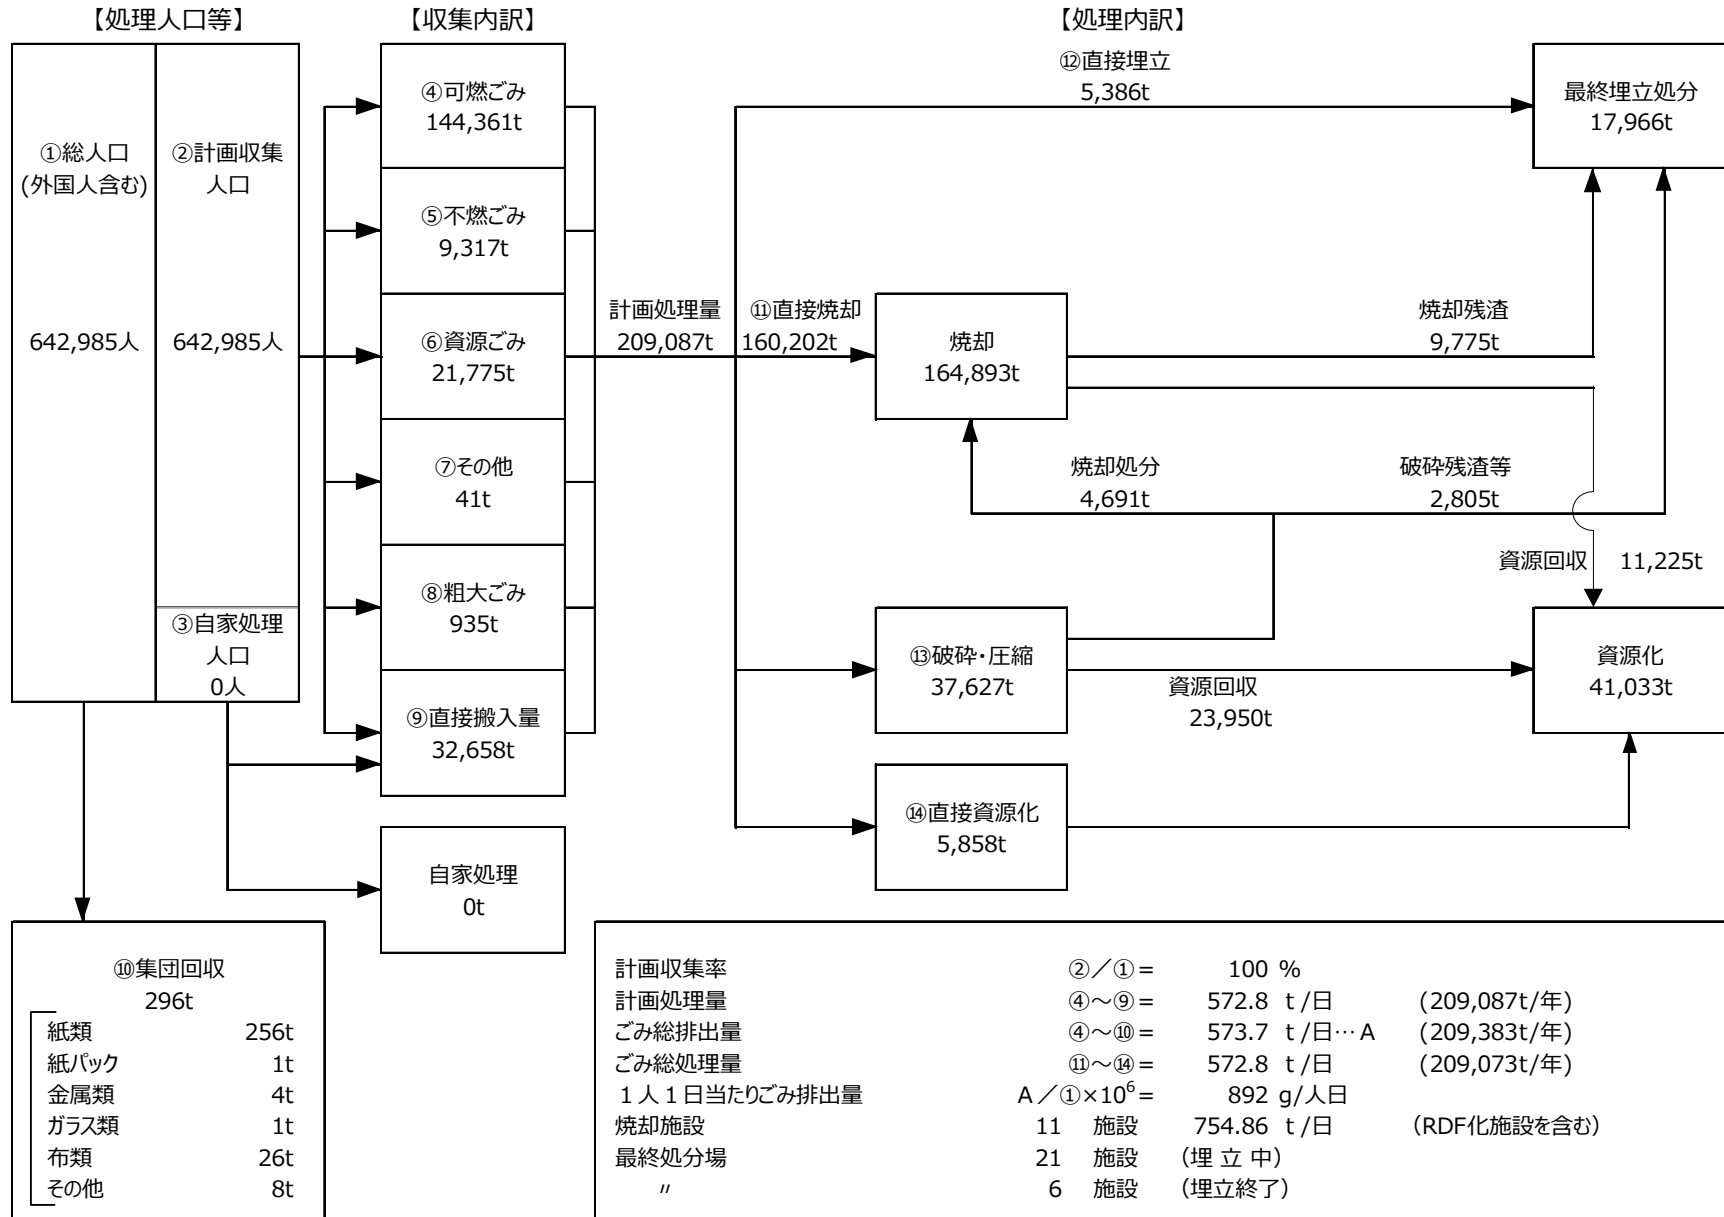 【処理人口等】
【収集内訳】
【処理内訳】
①総人口
(外国人含む)
642,985人
②計画収集
人口
642,985人
③自家処理
人口
0人
④可燃ごみ
144,361t
⑤不燃ごみ
9,317t
⑥資源ごみ
21,775t
⑦その他
41t
⑧粗大ごみ
935t
⑨直接搬入量
32,658t
自家処理
0t
計画処理量
209,087t
⑪直接焼却
160,202t
⑫直接埋立
5,386t
最終埋立処分
17,966t
焼却
164,893t
焼却残渣
9,775t
焼却処分
4,691t
破砕残渣等
2,805t
資源回収 11,225t
⑬破砕・圧縮
37,627t
資源回収
23,950t
資源化
41,033t
⑭直接資源化
5,858t
⑩集団回収
296t
紙類 256t
紙パック 1t
金属類 4t
ガラス類 1t
布類 26t
その他 8t
計画収集率 ②／①= 100 %
計画処理量 ④～⑨= 572.8 t/日 (209,087t/年)
ごみ総排出量 ④～⑩= 573.7 t/日…A (209,383t/年)
ごみ総処理量 ⑪～⑭= 572.8 t/日 (209,073t/年)
１人１日当たりごみ排出量 A／①×10⁶= 892 g/人日
焼却施設 11 施設 754.86 t/日 （RDF化施設を含む）
最終処分場 21 施設 （埋 立 中）
〃 6 施設 （埋立終了）